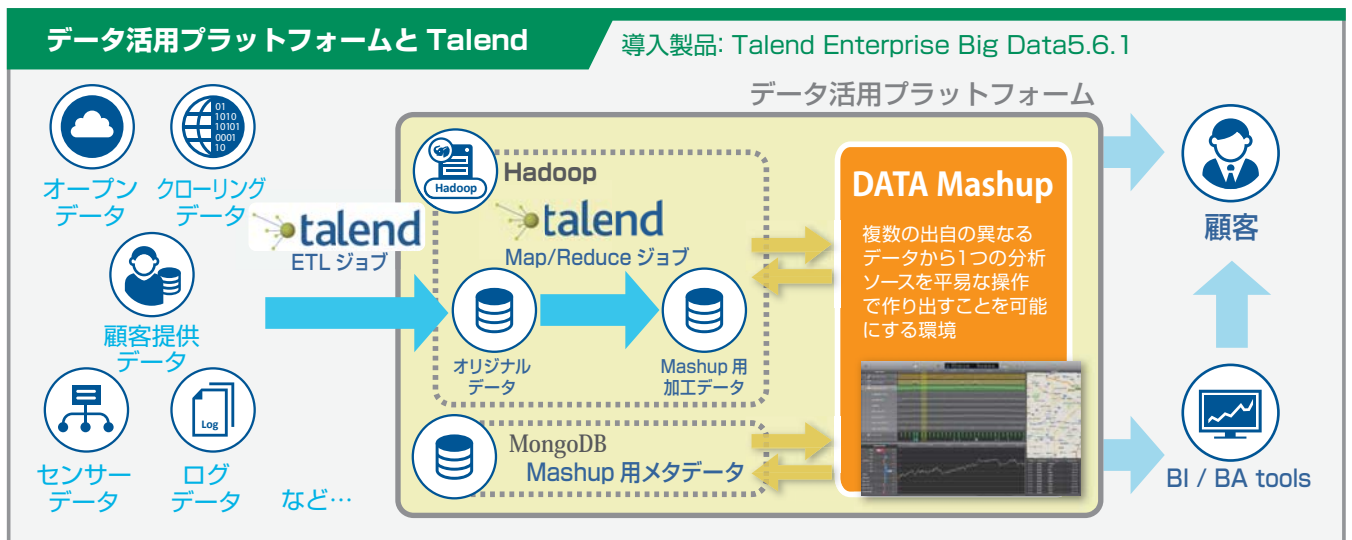 データ活用プラットフォームと Talend
導入製品: Talend Enterprise Big Data5.6.1
データ活用プラットフォーム
オープン
データ
クローリング
データ
01
1010
10101
0001
10
顧客提供
データ
センサー
データ
Log
ログ
データ
など…
talend
ETL ジョブ
Hadoop
Hadoop
talend
Map/Reduce ジョブ
オリジナル
データ
Mashup 用
加工データ
MongoDB
Mashup 用メタデータ
DATA Mashup
複数の出自の異なる
データから1つの分析
ソースを平易な操作
で作り出すことを可能
にする環境
顧客
BI / BA tools